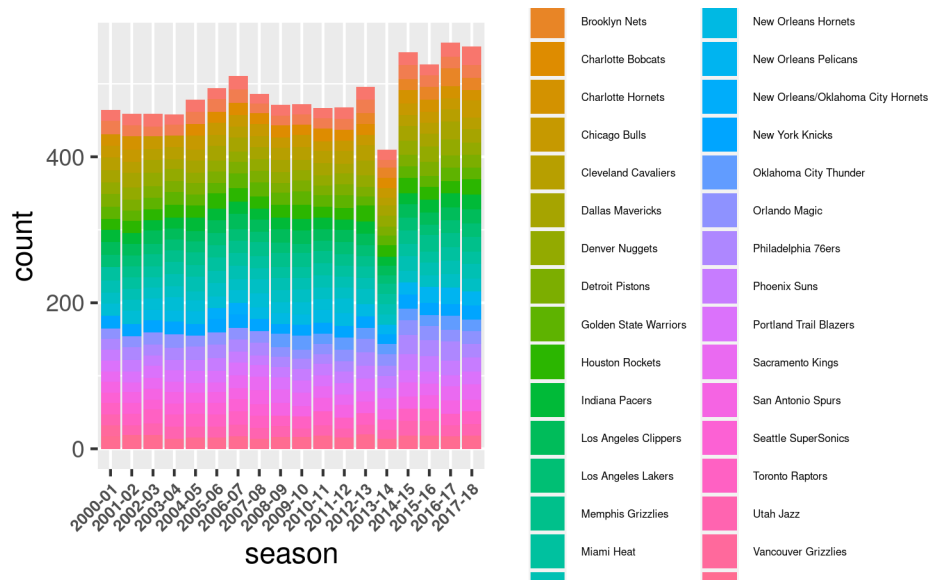 count
400
200
0
2000-01
2001-02
2002-03
2003-04
2004-05
2005-06
2006-07
2007-08
2008-09
2009-10
2010-11
2011-12
2012-13
2013-14
2014-15
2015-16
2016-17
2017-18
season
Brooklyn Nets
Charlotte Bobcats
Charlotte Hornets
Chicago Bulls
Cleveland Cavaliers
Dallas Mavericks
Denver Nuggets
Detroit Pistons
Golden State Warriors
Houston Rockets
Indiana Pacers
Los Angeles Clippers
Los Angeles Lakers
Memphis Grizzlies
Miami Heat
New Orleans Hornets
New Orleans Pelicans
New Orleans/Oklahoma City Hornets
New York Knicks
Oklahoma City Thunder
Orlando Magic
Philadelphia 76ers
Phoenix Suns
Portland Trail Blazers
Sacramento Kings
San Antonio Spurs
Seattle SuperSonics
Toronto Raptors
Utah Jazz
Vancouver Grizzlies